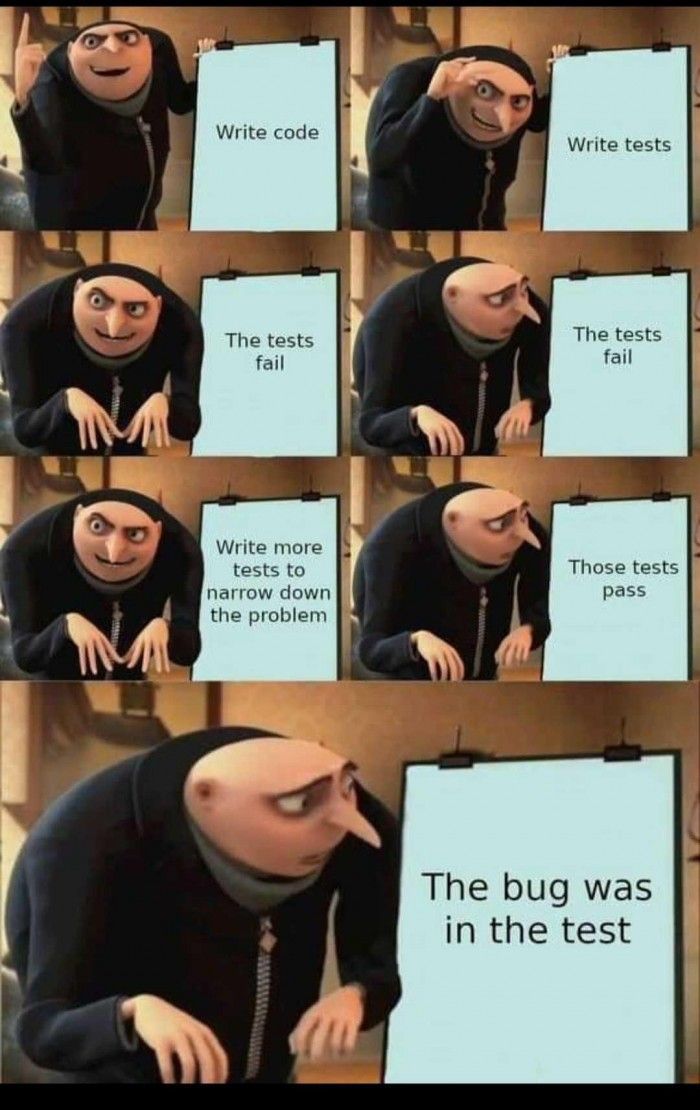 Write code
Write tests
The tests
fail
The tests
fail
Write more
tests to
narrow down
the problem
Those tests
pass
The bug was
in the test